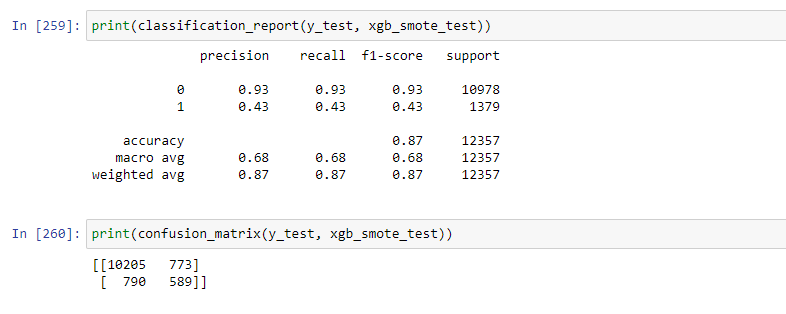 In [259]: print(classification_report(y_test, xgb_smote_test))
precision recall f1-score support
0 0.93 0.93 0.93 10978
1 0.43 0.43 0.43 1379
accuracy 0.87 12357
macro avg 0.68 0.68 0.68 12357
weighted avg 0.87 0.87 0.87 12357
In [260]: print(confusion_matrix(y_test, xgb_smote_test))
[[10205 773]
[ 790 589]]